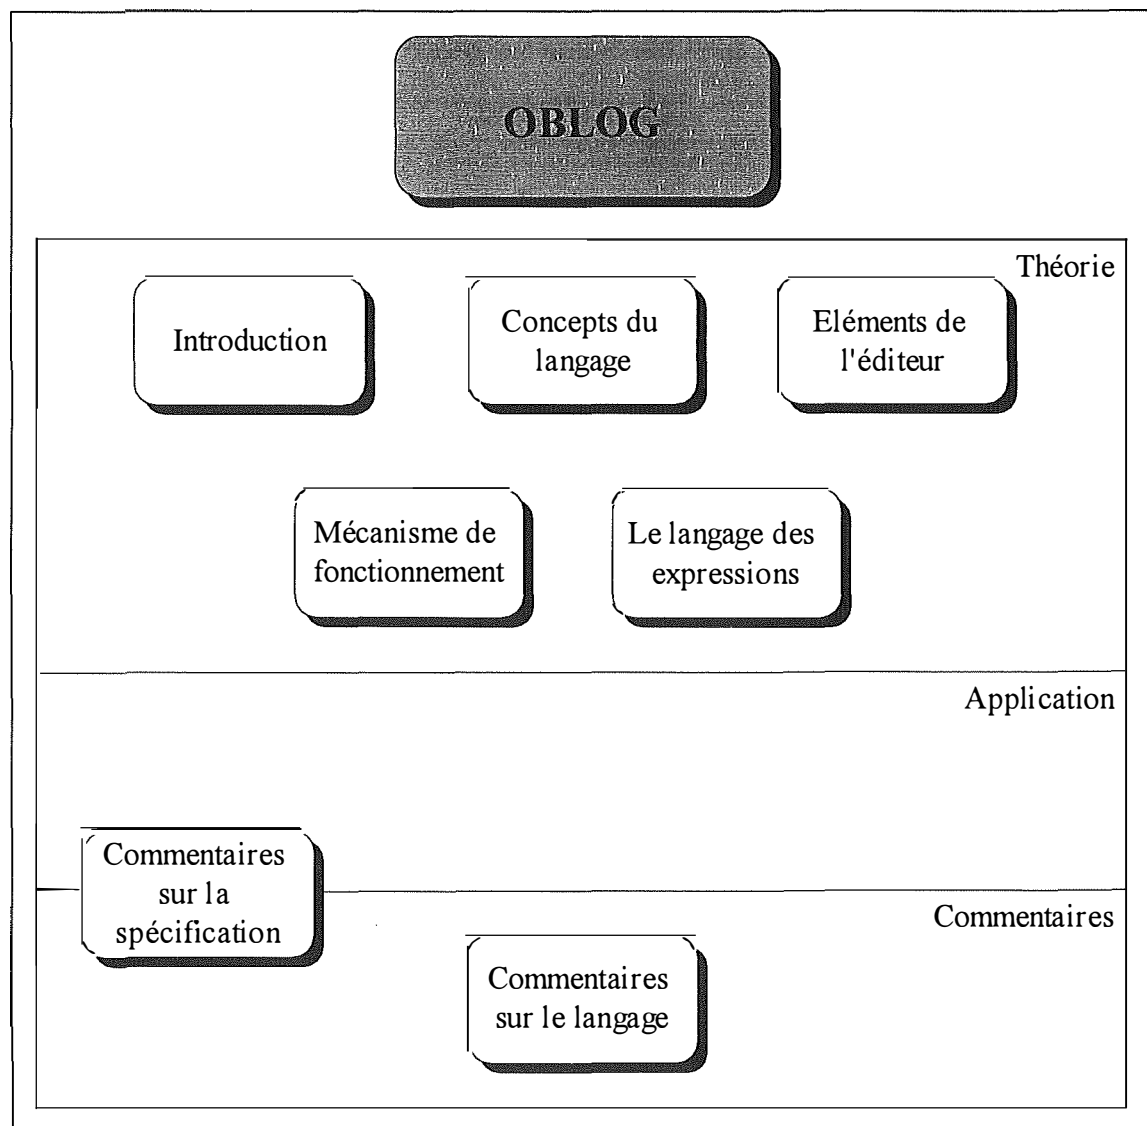 OBLOG
Théorie
Introduction
Concepts du
langage
Eléments de
l'éditeur
Mécanisme de
fonctionnement
Le langage des
expressions
Application
Commentaires
sur la
spécification
Commentaires
Commentaires
sur le langage